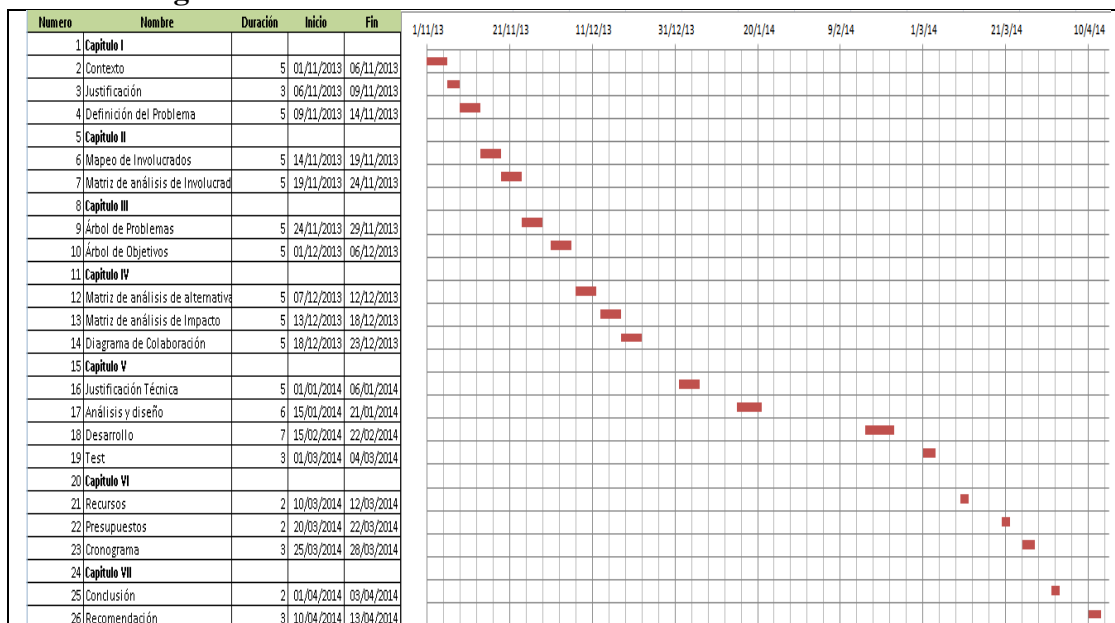 Numero Nombre Duración Inicio Fin 1/11/13 21/11/13 11/12/13 31/12/13 20/1/14 9/2/14 1/3/14 21/3/14 10/4/14
1 Capitulo I
2 Contexto 5 01/11/2013 06/11/2013
3 Justificación 3 06/11/2013 09/11/2013
4 Definición del Problema 5 09/11/2013 14/11/2013
5 Capitulo II
6 Mapeo de Involucrados 5 14/11/2013 19/11/2013
7 Matriz de análisis de Involucrad 5 19/11/2013 24/11/2013
8 Capitulo III
9 Árbol de Problemas 5 24/11/2013 29/11/2013
10 Árbol de Objetivos 5 01/12/2013 06/12/2013
11 Capitulo IV
12 Matriz de análisis de alternativa 5 07/12/2013 12/12/2013
13 Matriz de análisis de Impacto 5 13/12/2013 18/12/2013
14 Diagrama de Colaboración 5 18/12/2013 23/12/2013
15 Capitulo V
16 Justificación Técnica 5 01/01/2014 06/01/2014
17 Análisis y diseño 6 15/01/2014 21/01/2014
18 Desarrollo 7 15/02/2014 22/02/2014
19 Test 3 01/03/2014 04/03/2014
20 Capitulo VI
21 Recursos 2 10/03/2014 12/03/2014
22 Presupuestos 2 20/03/2014 22/03/2014
23 Cronograma 3 25/03/2014 28/03/2014
24 Capitulo VII
25 Conclusión 2 01/04/2014 03/04/2014
26 Recomendación 3 10/04/2014 13/04/2014